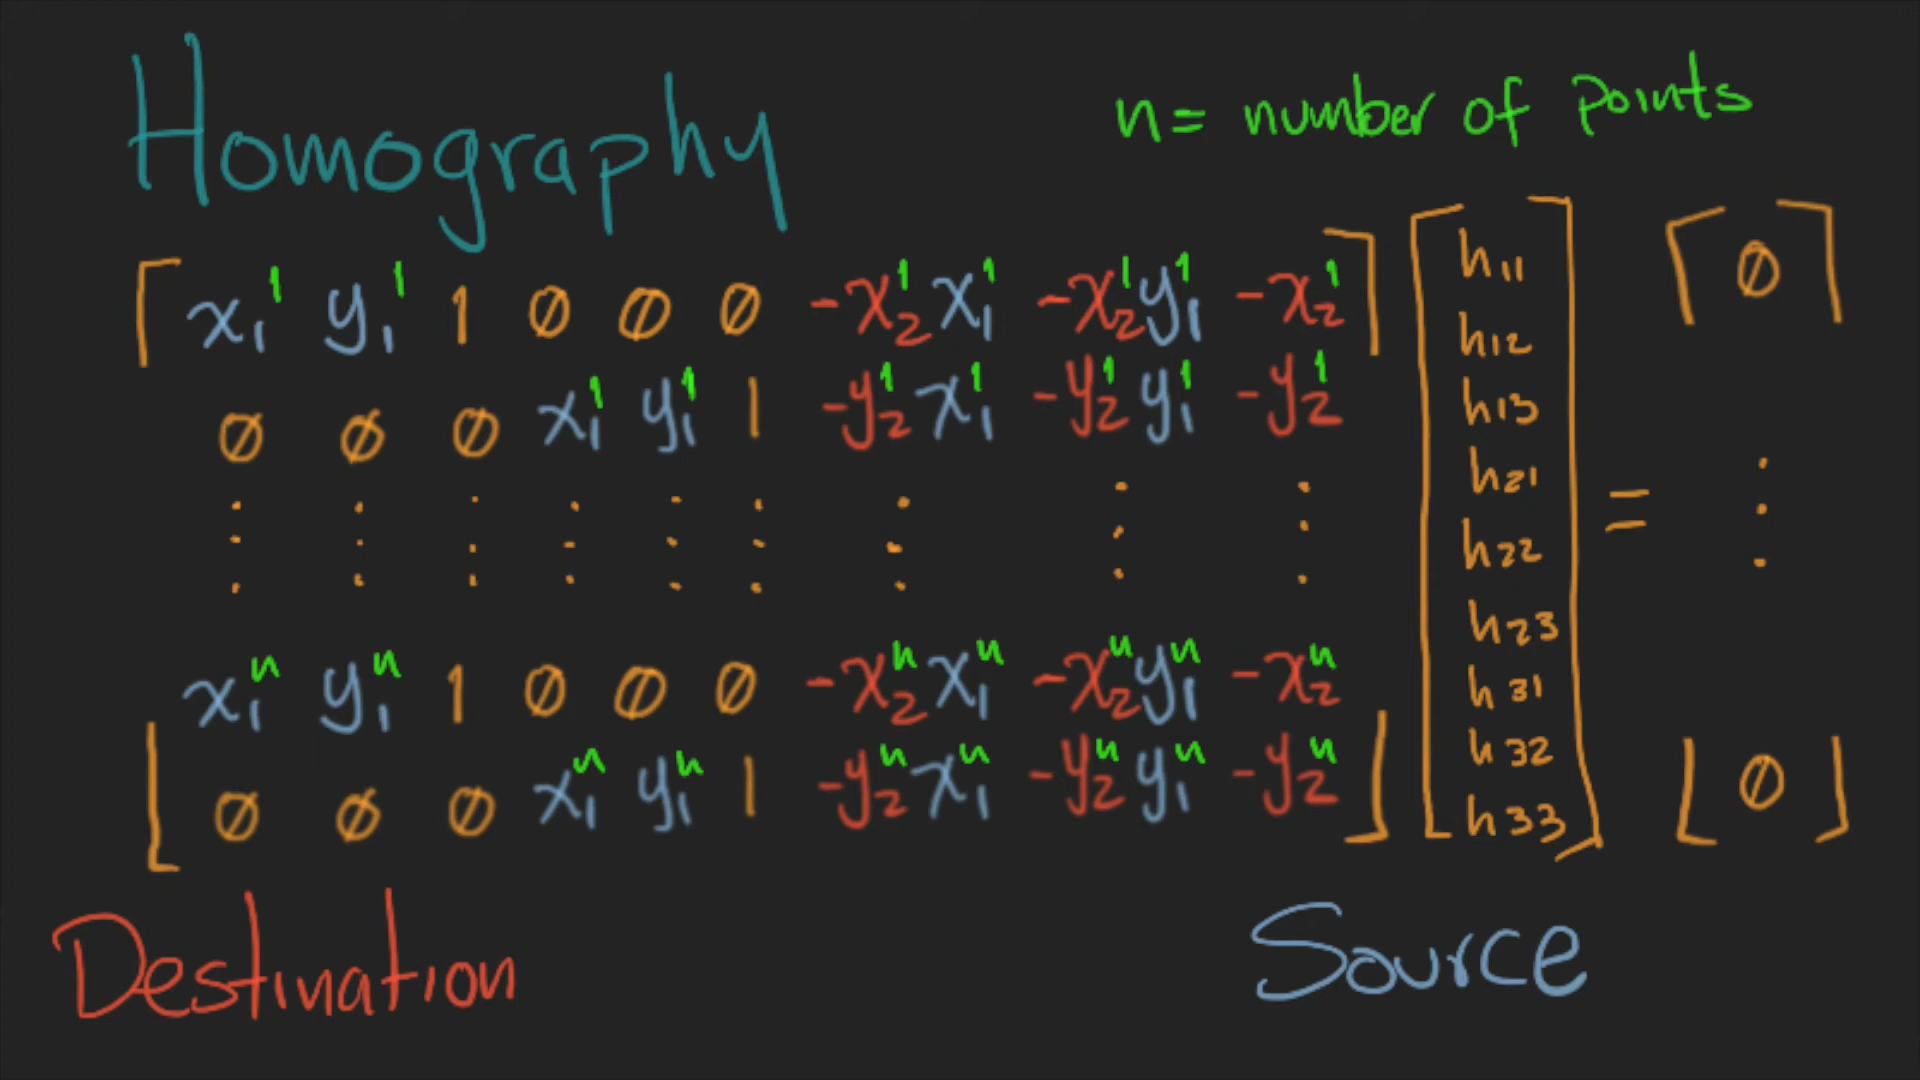 Homography
n = number of points
x₁¹ y₁¹ 1 0 0 0 -x₂¹x₁¹ -x₂¹y₁¹ -x₂¹ h11 0
0 0 0 x₁¹ y₁¹ 1 -y₂¹x₁¹ -y₂¹y₁¹ -y₂¹ h12
h13
⋮ ⋮ ⋮ ⋮ ⋮ ⋮ ⋮ ⋮ ⋮ h21 = ⋮
h22
h23
x₁ⁿ y₁ⁿ 1 0 0 0 -x₂ⁿx₁ⁿ -x₂ⁿy₁ⁿ -x₂ⁿ h31
0 0 0 x₁ⁿ y₁ⁿ 1 -y₂ⁿx₁ⁿ -y₂ⁿy₁ⁿ -y₂ⁿ h32 0
h33
Destination
Source